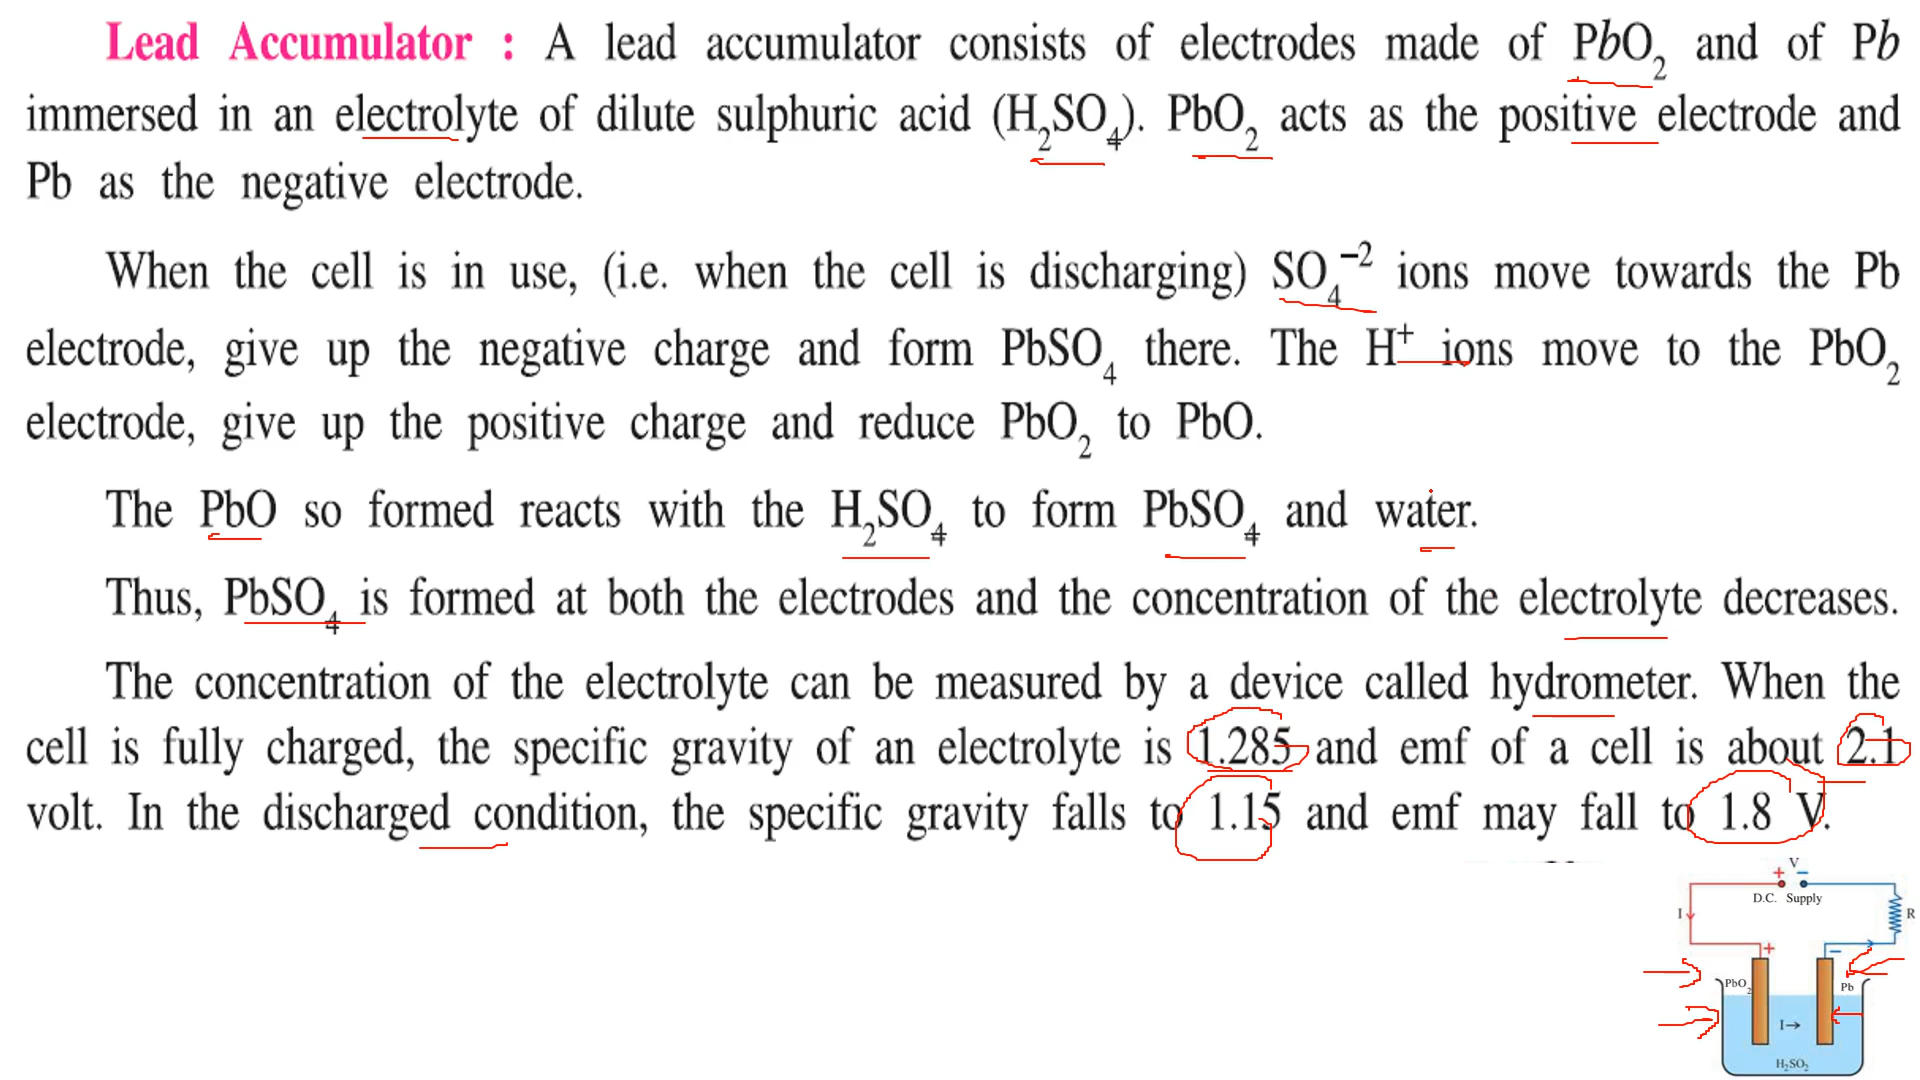 Lead Accumulator : A lead accumulator consists of electrodes made of PbO₂ and of Pb
immersed in an electrolyte of dilute sulphuric acid (H₂SO₄). PbO₂ acts as the positive electrode and
Pb as the negative electrode.
When the cell is in use, (i.e. when the cell is discharging) SO₄⁻² ions move towards the Pb
electrode, give up the negative charge and form PbSO₄ there. The H⁺ ions move to the PbO₂
electrode, give up the positive charge and reduce PbO₂ to PbO.
The PbO so formed reacts with the H₂SO₄ to form PbSO₄ and water.
Thus, PbSO₄ is formed at both the electrodes and the concentration of the electrolyte decreases.
The concentration of the electrolyte can be measured by a device called hydrometer. When the
cell is fully charged, the specific gravity of an electrolyte is 1.285 and emf of a cell is about 2.1
volt. In the discharged condition, the specific gravity falls to 1.15 and emf may fall to 1.8 V.
V
+ −
D.C. Supply
I
R
+ −
PbO₂
Pb
I→
H₂SO₂